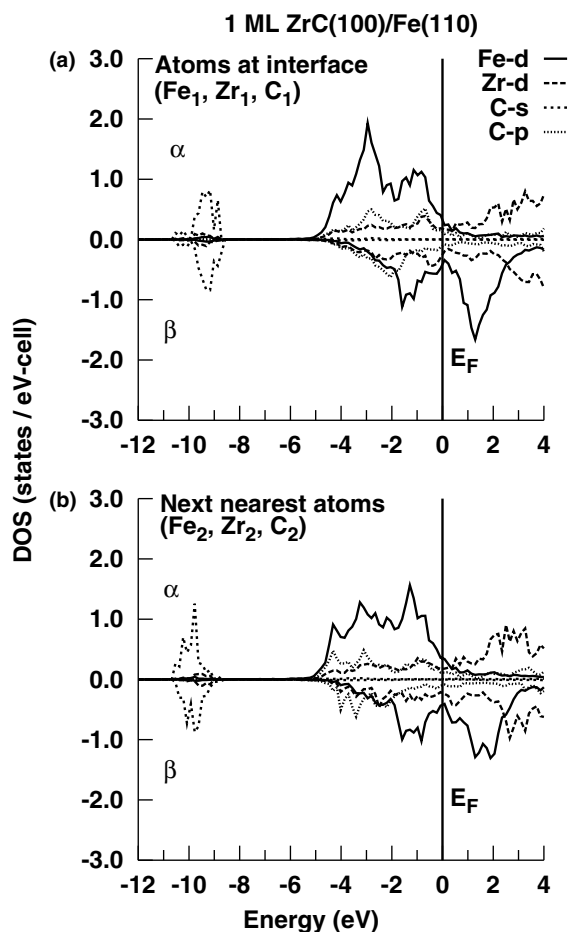 1 ML ZrC(100)/Fe(110)
(a)
Atoms at interface
(Fe1, Zr1, C1)
Fe-d
Zr-d
C-s
C-p
3.0
2.0
1.0
0.0
-1.0
-2.0
-3.0
α
β
EF
-12 -10 -8 -6 -4 -2 0 2 4
DOS (states / eV-cell)
(b)
Next nearest atoms
(Fe2, Zr2, C2)
3.0
2.0
1.0
0.0
-1.0
-2.0
-3.0
α
β
EF
-12 -10 -8 -6 -4 -2 0 2 4
Energy (eV)